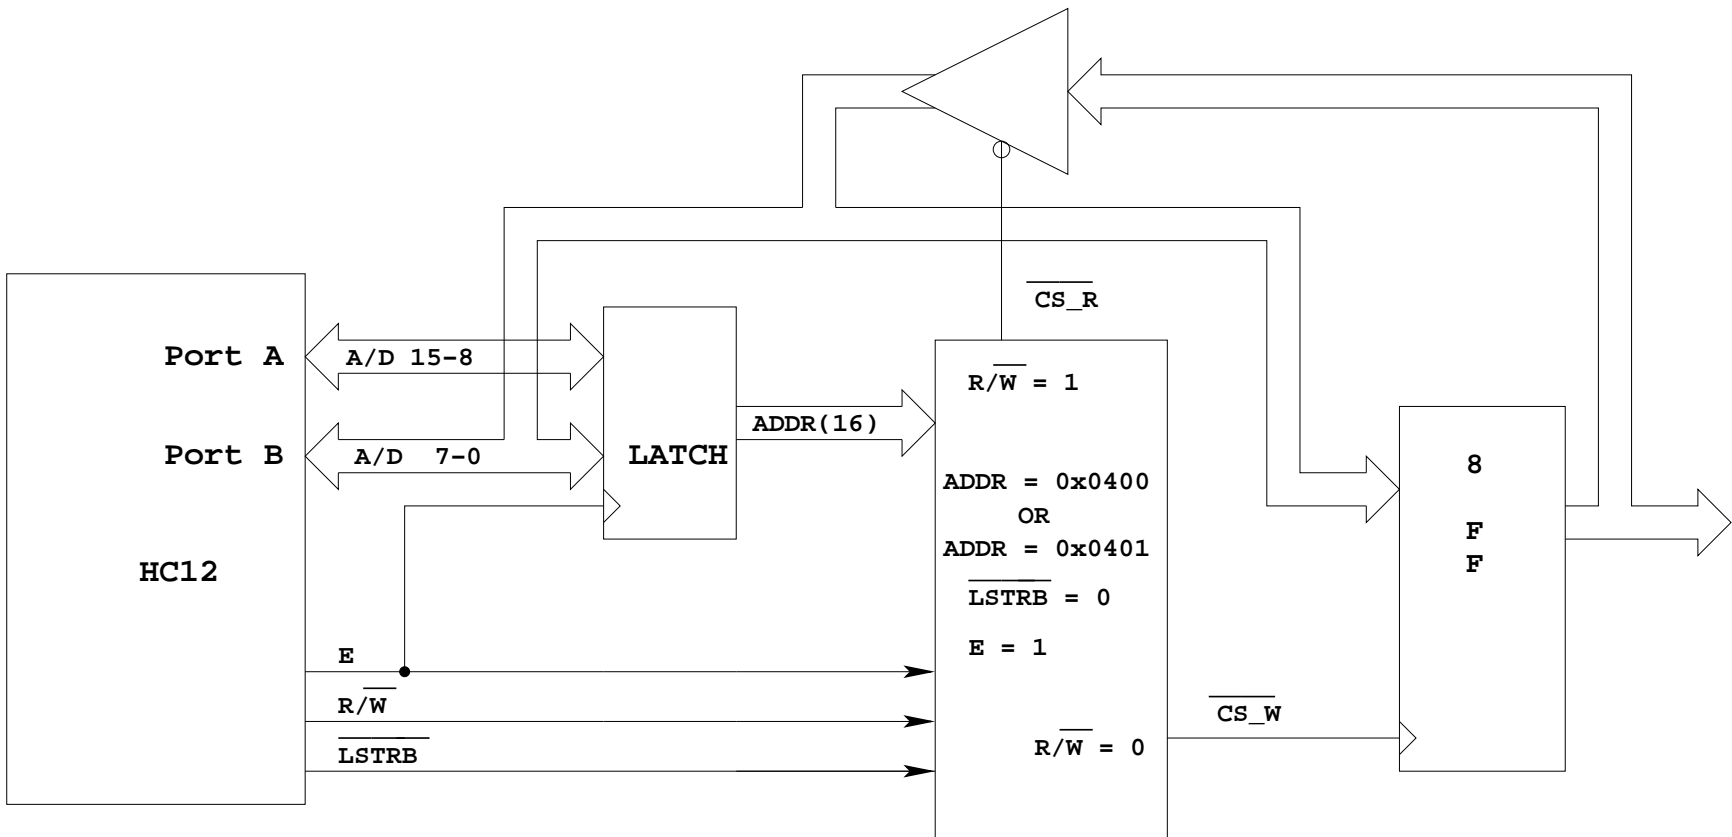 CS_R
Port A
A/D 15-8
R/W = 1
ADDR(16)
Port B
A/D 7-0
LATCH
8
F
F
ADDR = 0x0400
OR
ADDR = 0x0401
HC12
LSTRB = 0
E = 1
E
R/W
CS_W
LSTRB
R/W = 0